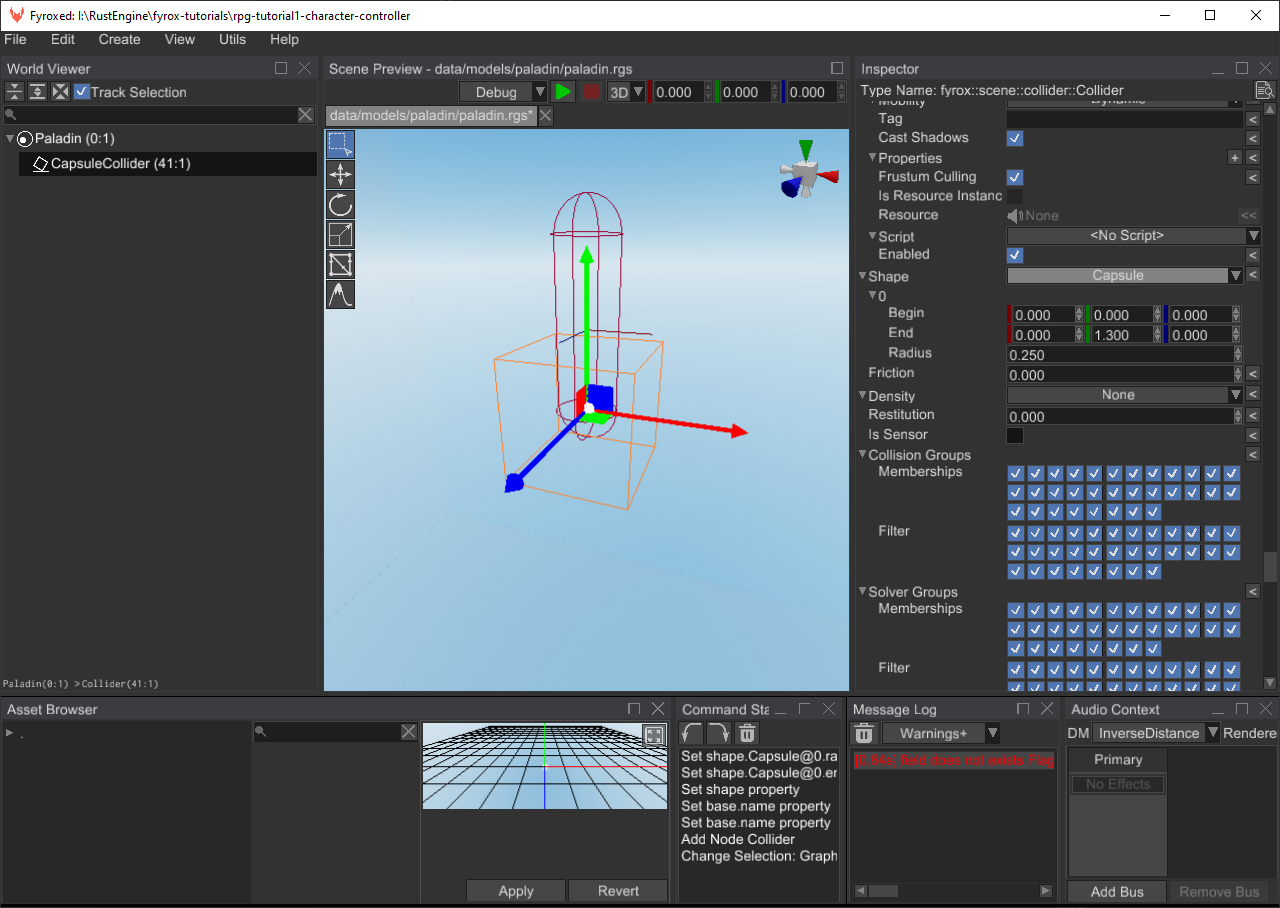 Fyroxed: I:\RustEngine\fyrox-tutorials\rpg-tutorial1-character-controller
File Edit Create View Utils Help
World Viewer
Track Selection
Paladin (0:1)
CapsuleCollider (41:1)
Paladin(0:1) >Collider(41:1)
Scene Preview - data/models/paladin/paladin.rgs
Debug 3D 0.000 0.000 0.000
data/models/paladin/paladin.rgs*
Inspector
Type Name: fyrox::scene::collider::Collider
Mobility Dynamic
Tag <
Cast Shadows <
Properties + <
Frustum Culling <
Is Resource Instanc
Resource None <<
Script <No Script>
Enabled <
Shape Capsule <
0
Begin 0.000 0.000 0.000
End 0.000 1.300 0.000
Radius 0.250
Friction 0.000 <
Density None <
Restitution 0.000 <
Is Sensor <
Collision Groups <
Memberships
Filter
Solver Groups <
Memberships
Filter
Asset Browser
.
Apply Revert
Command Sta
Set shape.Capsule@0.ra
Set shape.Capsule@0.er
Set shape property
Set base.name property
Set base.name property
Add Node Collider
Change Selection: Graph
Message Log
Warnings+
[0.84s] field does not exists Flag
Audio Context
DM InverseDistance Rendere
Primary
No Effects
Add Bus Remove Bus